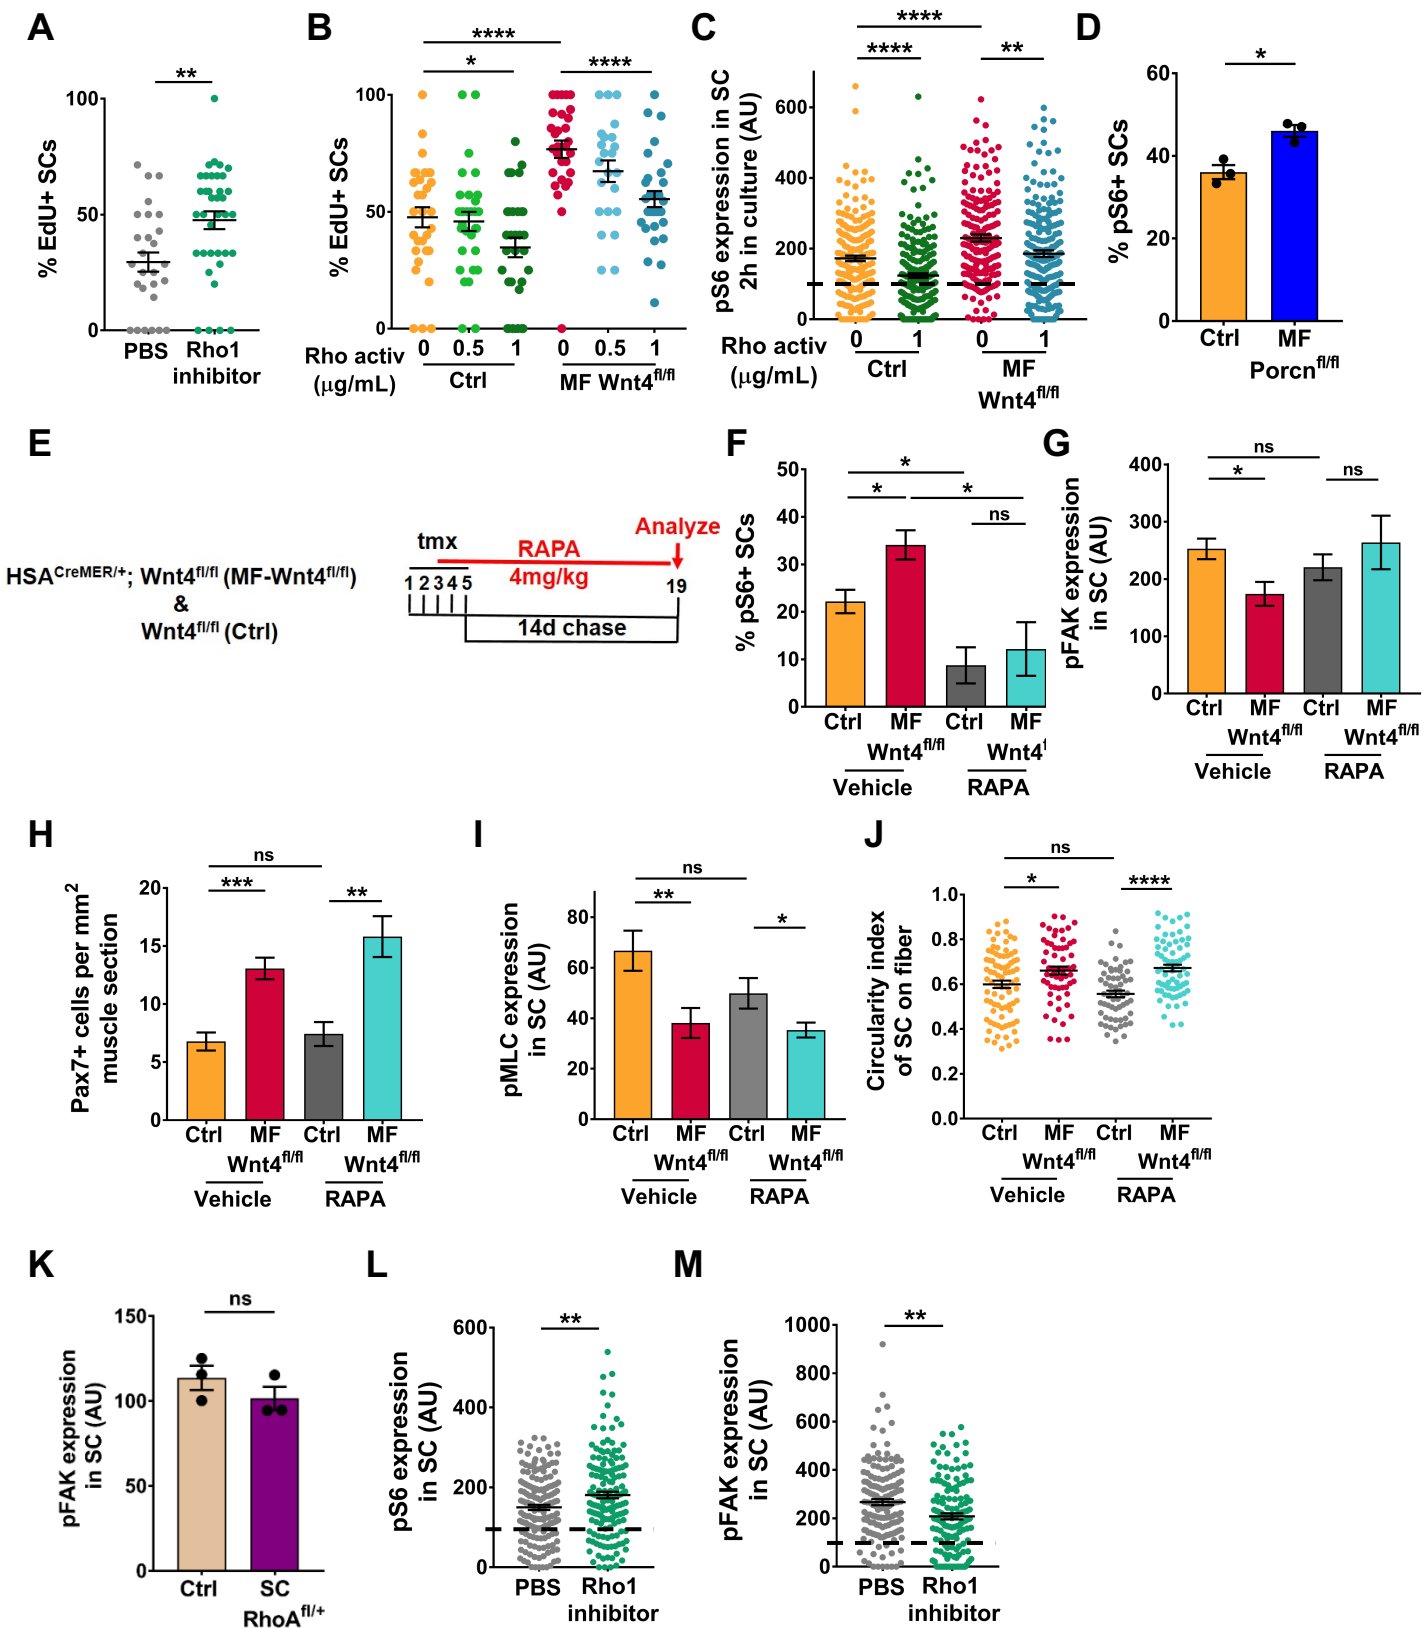 A
**
100
50
0
% EdU+ SCs
PBS
Rho1
inhibitor
B
****
*
****
100
50
0
% EdU+ SCs
Rho activ
(μg/mL)
0 0.5 1 0 0.5 1
Ctrl
MF Wnt4fl/fl
C
****
****
**
pS6 expression in SC
2h in culture (AU)
600
400
200
0
Rho activ
(μg/mL)
0 1 0 1
Ctrl
MF
Wnt4fl/fl
D
*
60
40
20
0
% pS6+ SCs
Ctrl
MF
Porcnfl/fl
E
HSACreMER/+; Wnt4fl/fl (MF-Wnt4fl/fl)
&
Wnt4fl/fl (Ctrl)
tmx
RAPA
4mg/kg
Analyze
1 2 3 4 5
19
14d chase
F
*
*
*
ns
50
40
30
20
10
0
% pS6+ SCs
Ctrl MF Ctrl MF
Wnt4fl/fl Wnt4f
Vehicle RAPA
G
ns
*
ns
400
300
200
100
0
pFAK expression
in SC (AU)
Ctrl MF Ctrl MF
Wnt4fl/fl Wnt4fl/fl
Vehicle RAPA
H
ns
***
**
20
15
10
5
0
Pax7+ cells per mm2
muscle section
Ctrl MF Ctrl MF
Wnt4fl/fl Wnt4fl/fl
Vehicle RAPA
I
ns
**
*
80
60
40
20
0
pMLC expression
in SC (AU)
Ctrl MF Ctrl MF
Wnt4fl/fl Wnt4fl/fl
Vehicle RAPA
J
ns
*
****
1.0
0.8
0.6
0.4
0.2
0.0
Circularity index
of SC on fiber
Ctrl MF Ctrl MF
Wnt4fl/fl Wnt4fl/fl
Vehicle RAPA
K
ns
150
100
50
0
pFAK expression
in SC (AU)
Ctrl SC
RhoAfl/+
L
**
600
400
200
0
pS6 expression
in SC (AU)
PBS Rho1
inhibitor
M
**
1000
800
600
400
200
0
pFAK expression
in SC (AU)
PBS Rho1
inhibitor